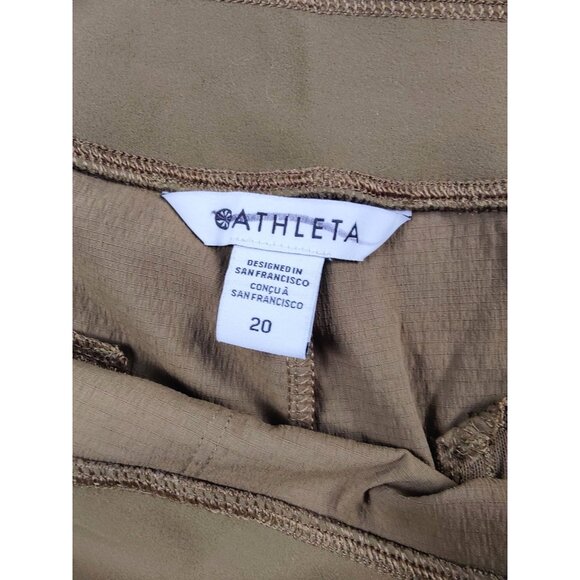 ATHLETA
DESIGNED IN
SAN FRANCISCO
CONÇU À
SAN FRANCISCO
20